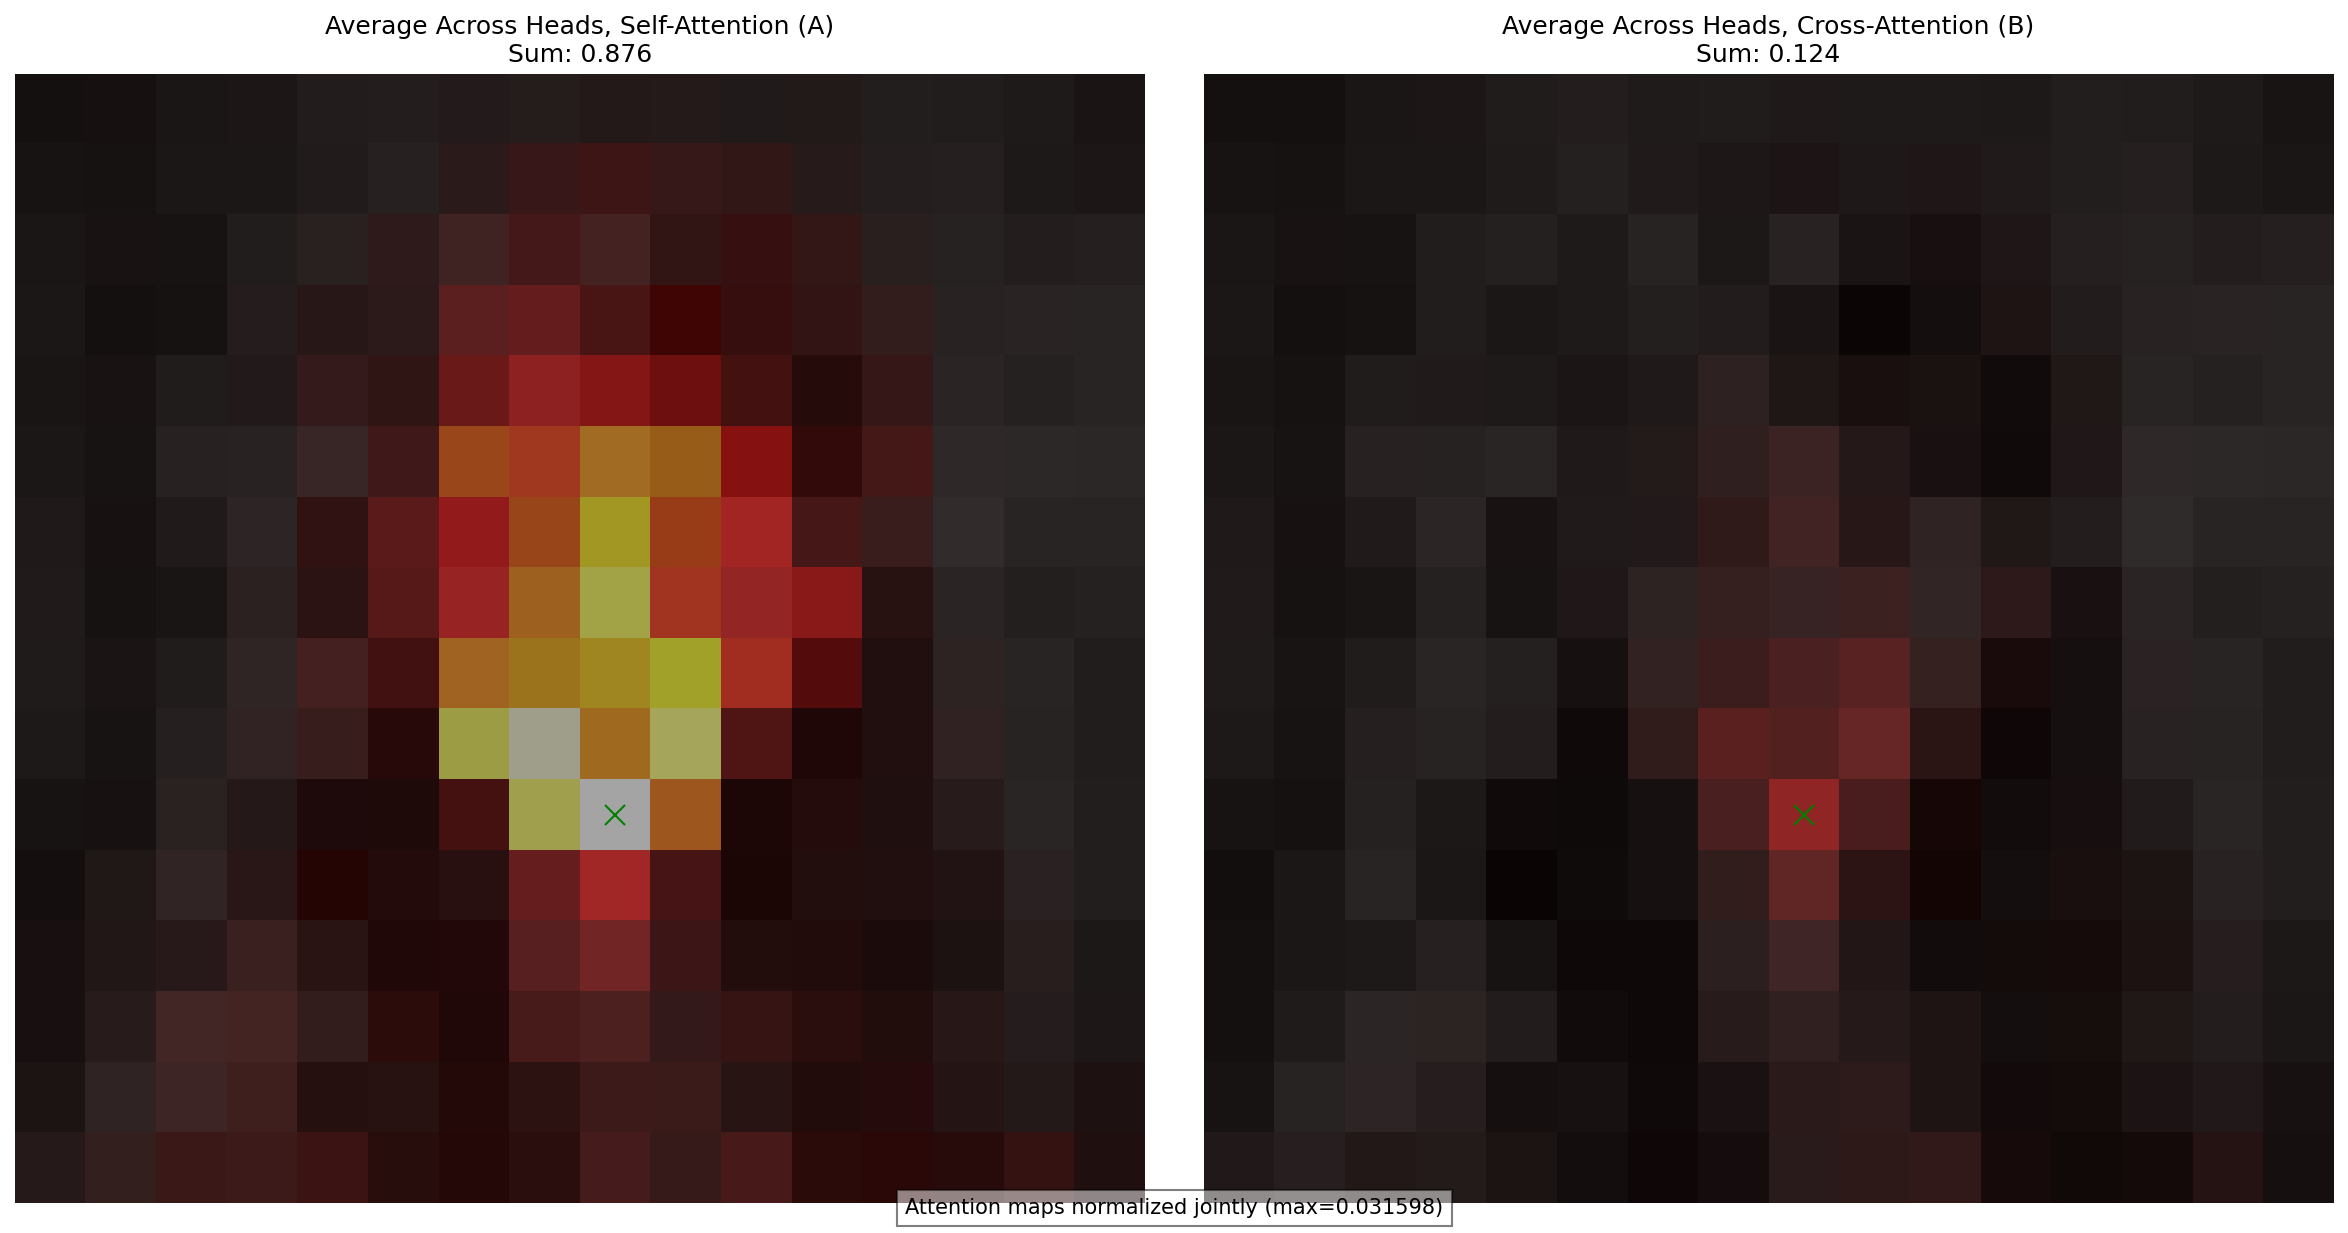 Average Across Heads, Self-Attention (A)
Sum: 0.876
Average Across Heads, Cross-Attention (B)
Sum: 0.124
Attention maps normalized jointly (max=0.031598)